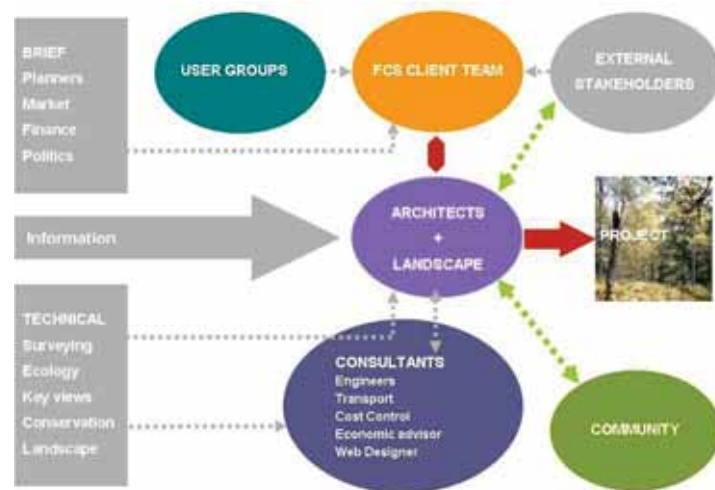 BRIEF
Planners
Market
Finance
Politics
USER GROUPS
FCS CLIENT TEAM
EXTERNAL
STAKEHOLDERS
Information
ARCHITECTS
+
LANDSCAPE
PROJECT
TECHNICAL
Surveying
Ecology
Key views
Conservation
Landscape
CONSULTANTS
Engineers
Transport
Cost Control
Economic advisor
Web Designer
COMMUNITY